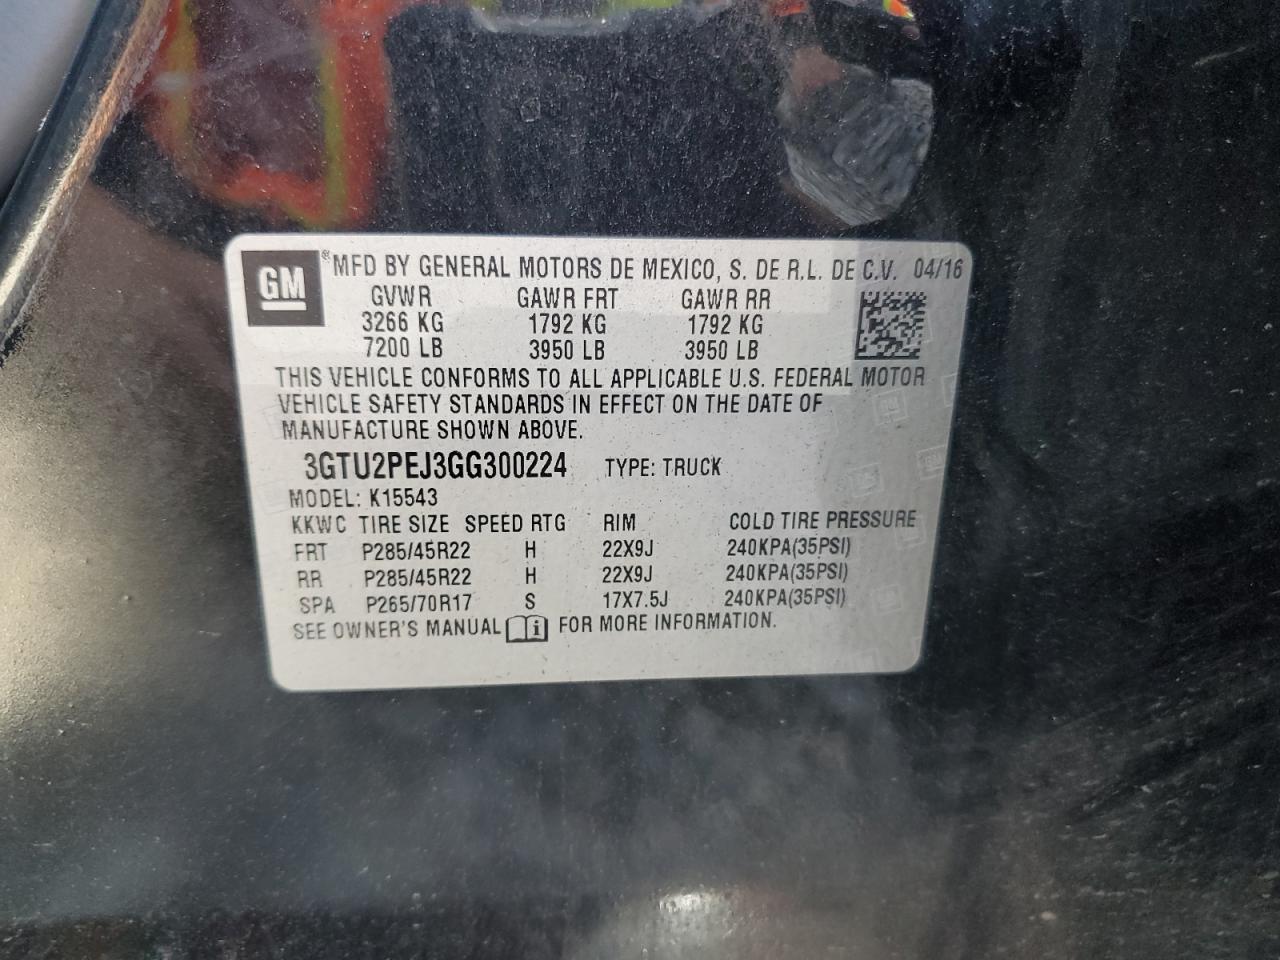 GM ® MFD BY GENERAL MOTORS DE MEXICO, S. DE R.L. DE C.V. 04/16
GVWR GAWR FRT GAWR RR
3266 KG 1792 KG 1792 KG
7200 LB 3950 LB 3950 LB
THIS VEHICLE CONFORMS TO ALL APPLICABLE U.S. FEDERAL MOTOR
VEHICLE SAFETY STANDARDS IN EFFECT ON THE DATE OF
MANUFACTURE SHOWN ABOVE.
3GTU2PEJ3GG300224 TYPE: TRUCK
MODEL: K15543
KKWC TIRE SIZE SPEED RTG RIM COLD TIRE PRESSURE
FRT P285/45R22 H 22X9J 240KPA(35PSI)
RR P285/45R22 H 22X9J 240KPA(35PSI)
SPA P265/70R17 S 17X7.5J 240KPA(35PSI)
SEE OWNER'S MANUAL i FOR MORE INFORMATION.